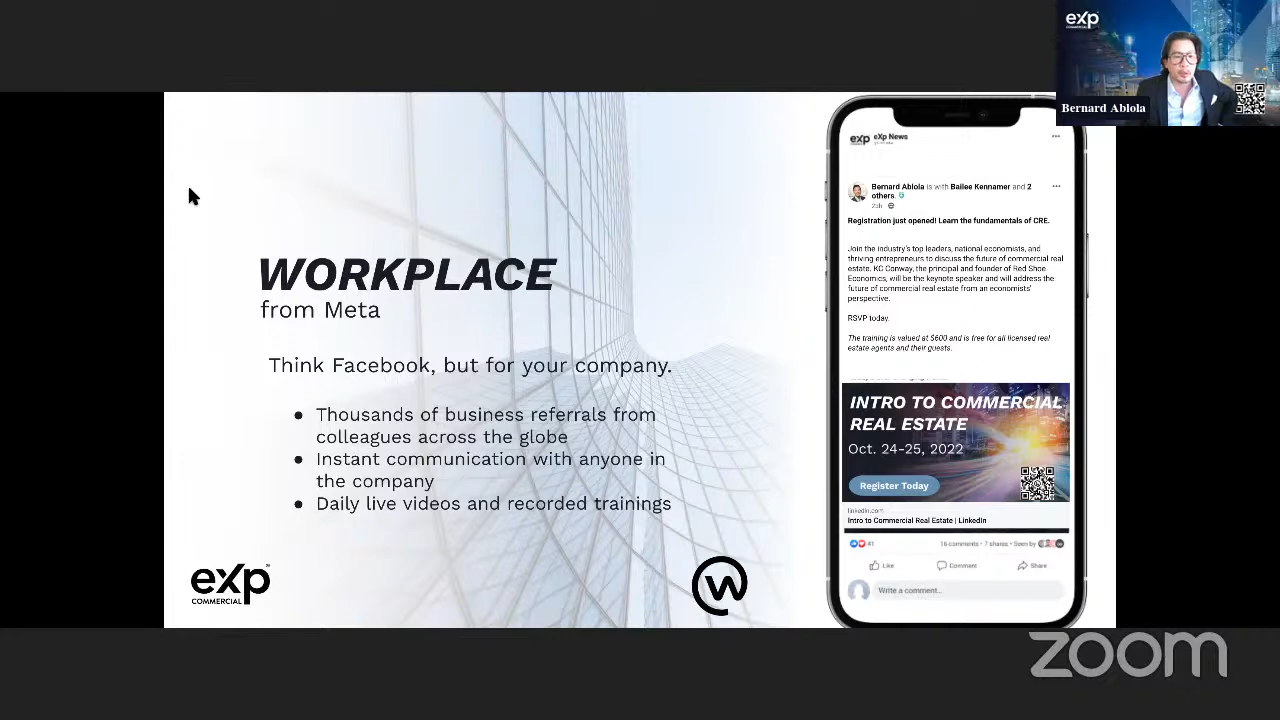 exp
COMMERCIAL
Bernard Ablola
WORKPLACE
from Meta
Think Facebook, but for your company.
● Thousands of business referrals from
colleagues across the globe
● Instant communication with anyone in
the company
● Daily live videos and recorded trainings
exp
COMMERCIAL
W
exp eXp News
Bernard Ablola is with Bailee Kennamer and 2
others.
Registration just opened! Learn the fundamentals of CRE.
Join the industry's top leaders, national economists, and
thriving entrepreneurs to discuss the future of commercial real
estate. KC Conway, the principal and founder of Red Shoe
Economics, will be the keynote speaker and will address the
future of commercial real estate from an economists'
perspective.
RSVP today.
The training is valued at $600 and is free for all licensed real
estate agents and their guests.
INTRO TO COMMERCIAL
REAL ESTATE
Oct. 24-25, 2022
Register Today
linkedin.com
Intro to Commercial Real Estate | LinkedIn
41 16 comments · 7 shares · Seen by
Like Comment Share
Write a comment...
zoom